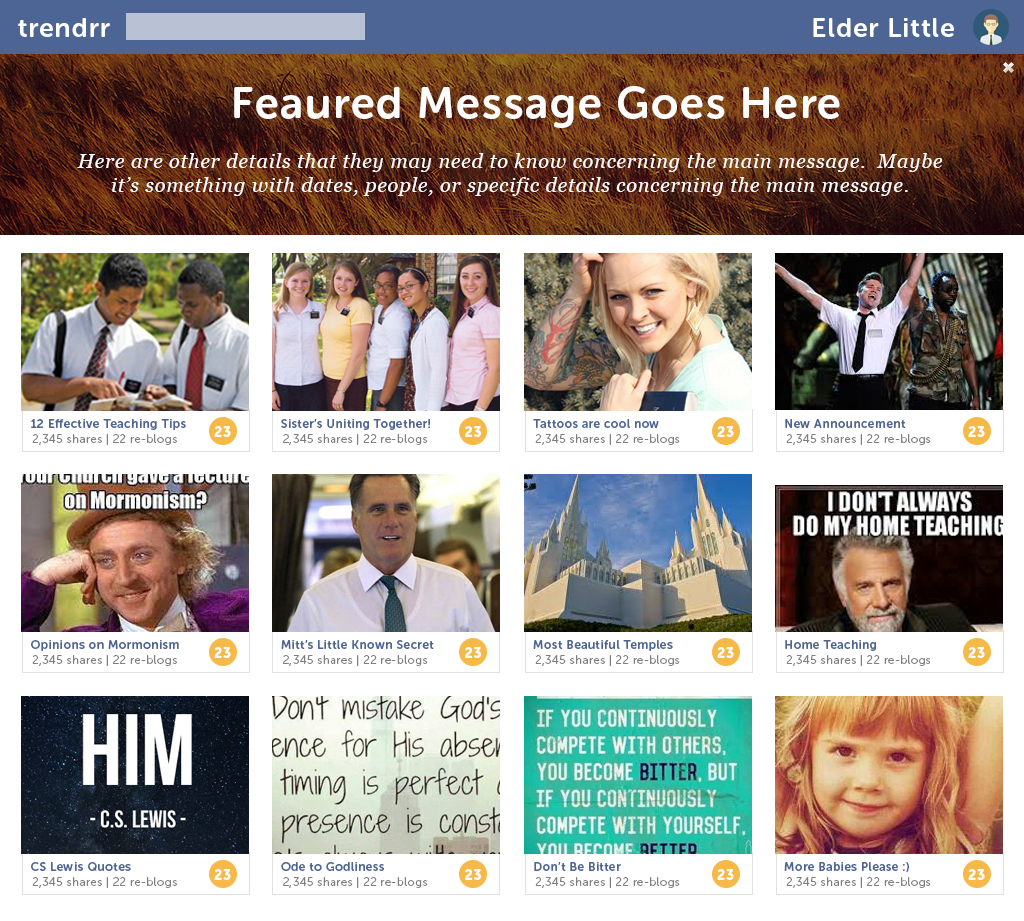 trendrr
Elder Little
✖
Feaured Message Goes Here
Here are other details that they may need to know concerning the main message.  Maybe
it's something with dates, people, or specific details concerning the main message.
12 Effective Teaching Tips
2,345 shares | 22 re-blogs
23
Sister's Uniting Together!
2,345 shares | 22 re-blogs
23
Tattoos are cool now
2,345 shares | 22 re-blogs
23
New Announcement
2,345 shares | 22 re-blogs
23
Your Church gave a lecture
on Mormonism?
Opinions on Mormonism
2,345 shares | 22 re-blogs
23
Mitt's Little Known Secret
2,345 shares | 22 re-blogs
23
Most Beautiful Temples
2,345 shares | 22 re-blogs
23
I DON'T ALWAYS
DO MY HOME TEACHING
Home Teaching
2,345 shares | 22 re-blogs
23
HIM
- C.S. LEWIS -
CS Lewis Quotes
2,345 shares | 22 re-blogs
23
Don't mistake God's
ence for His absen
timing is perfect
presence is consta
Ode to Godliness
2,345 shares | 22 re-blogs
23
IF YOU CONTINUOUSLY
COMPETE WITH OTHERS,
YOU BECOME BITTER, BUT
IF YOU CONTINUOUSLY
COMPETE WITH YOURSELF,
YOU BECOME BETTER
Don't Be Bitter
2,345 shares | 22 re-blogs
23
More Babies Please :)
2,345 shares | 22 re-blogs
23